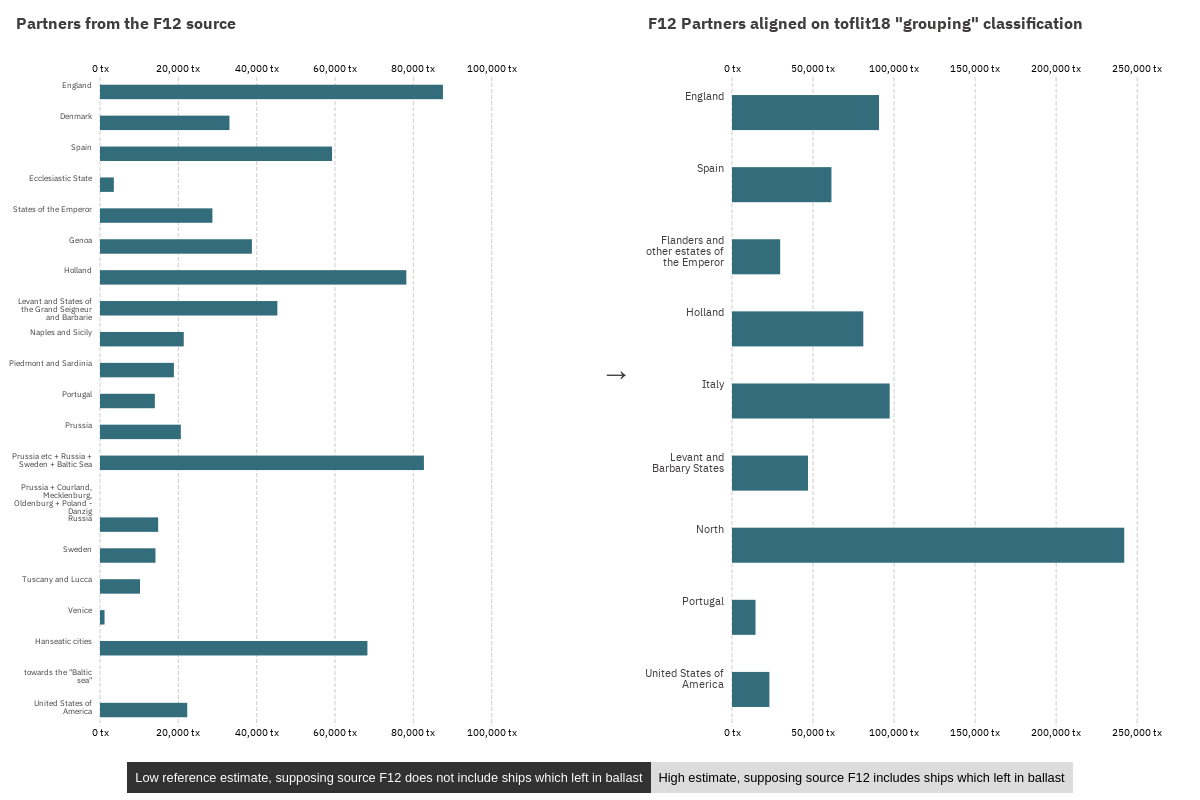 Partners from the F12 source
0 tx 20,000 tx 40,000 tx 60,000 tx 80,000 tx 100,000 tx
England
Denmark
Spain
Ecclesiastic State
States of the Emperor
Genoa
Holland
Levant and States of
the Grand Seigneur
and Barbarie
Naples and Sicily
Piedmont and Sardinia
Portugal
Prussia
Prussia etc + Russia +
Sweden + Baltic Sea
Prussia + Courland,
Mecklenburg,
Oldenburg + Poland -
Danzig
Russia
Sweden
Tuscany and Lucca
Venice
Hanseatic cities
towards the "Baltic
sea"
United States of
America
0 tx 20,000 tx 40,000 tx 60,000 tx 80,000 tx 100,000 tx
→
F12 Partners aligned on toflit18 "grouping" classification
0 tx 50,000 tx 100,000 tx 150,000 tx 200,000 tx 250,000 tx
England
Spain
Flanders and
other estates of
the Emperor
Holland
Italy
Levant and
Barbary States
North
Portugal
United States of
America
0 tx 50,000 tx 100,000 tx 150,000 tx 200,000 tx 250,000 tx
Low reference estimate, supposing source F12 does not include ships which left in ballast
High estimate, supposing source F12 includes ships which left in ballast